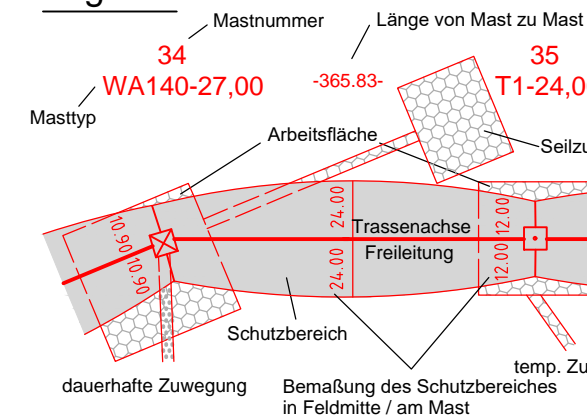 Mastnummer
Länge von Mast zu Mast
34
-365.83-
35
WA140-27,00
T1-24,0
Masttyp
Arbeitsfläche
Seilzu
24.00
12.00
10.90
Trassenachse
Freileitung
10.90
24.00
12.00
Schutzbereich
temp. Zu
dauerhafte Zuwegung
Bemaßung des Schutzbereiches
in Feldmitte / am Mast